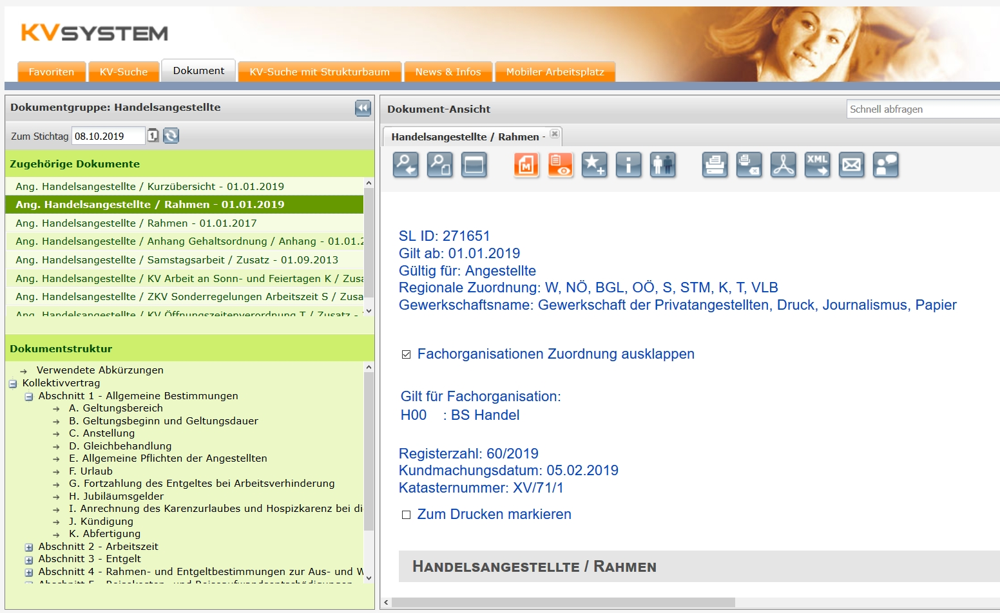 KVSYSTEM
Favoriten
KV-Suche
Dokument
KV-Suche mit Strukturbaum
News & Infos
Mobiler Arbeitsplatz
Dokumentgruppe: Handelsangestellte
Zum Stichtag 08.10.2019 1
Zugehörige Dokumente
Ang. Handelsangestellte / Kurzübersicht - 01.01.2019
Ang. Handelsangestellte / Rahmen - 01.01.2019
Ang. Handelsangestellte / Rahmen - 01.01.2017
Ang. Handelsangestellte / Anhang Gehaltsordnung / Anhang - 01.01.2
Ang. Handelsangestellte / Samstagsarbeit / Zusatz - 01.09.2013
Ang. Handelsangestellte / KV Arbeit an Sonn- und Feiertagen K / Zusa
Ang. Handelsangestellte / ZKV Sonderregelungen Arbeitszeit S / Zusa
Ang. Handelsangestellte / KV Öffnungszeitenverordnung T / Zusatz -
Dokumentstruktur
Verwendete Abkürzungen
Kollektivvertrag
Abschnitt 1 - Allgemeine Bestimmungen
A. Geltungsbereich
B. Geltungsbeginn und Geltungsdauer
C. Anstellung
D. Gleichbehandlung
E. Allgemeine Pflichten der Angestellten
F. Urlaub
G. Fortzahlung des Entgeltes bei Arbeitsverhinderung
H. Jubiläumsgelder
I. Anrechnung des Karenzurlaubes und Hospizkarenz bei di
J. Kündigung
K. Abfertigung
Abschnitt 2 - Arbeitszeit
Abschnitt 3 - Entgelt
Abschnitt 4 - Rahmen- und Entgeltbestimmungen zur Aus- und W
Abschnitt 5 - Reisekosten- und Reiseaufwandsentschädigungen
Dokument-Ansicht
Schnell abfragen
Handelsangestellte / Rahmen -
M
XML
SL ID: 271651
Gilt ab: 01.01.2019
Gültig für: Angestellte
Regionale Zuordnung: W, NÖ, BGL, OÖ, S, STM, K, T, VLB
Gewerkschaftsname: Gewerkschaft der Privatangestellten, Druck, Journalismus, Papier
Fachorganisationen Zuordnung ausklappen
Gilt für Fachorganisation:
H00 : BS Handel
Registerzahl: 60/2019
Kundmachungsdatum: 05.02.2019
Katasternummer: XV/71/1
Zum Drucken markieren
HANDELSANGESTELLTE / RAHMEN